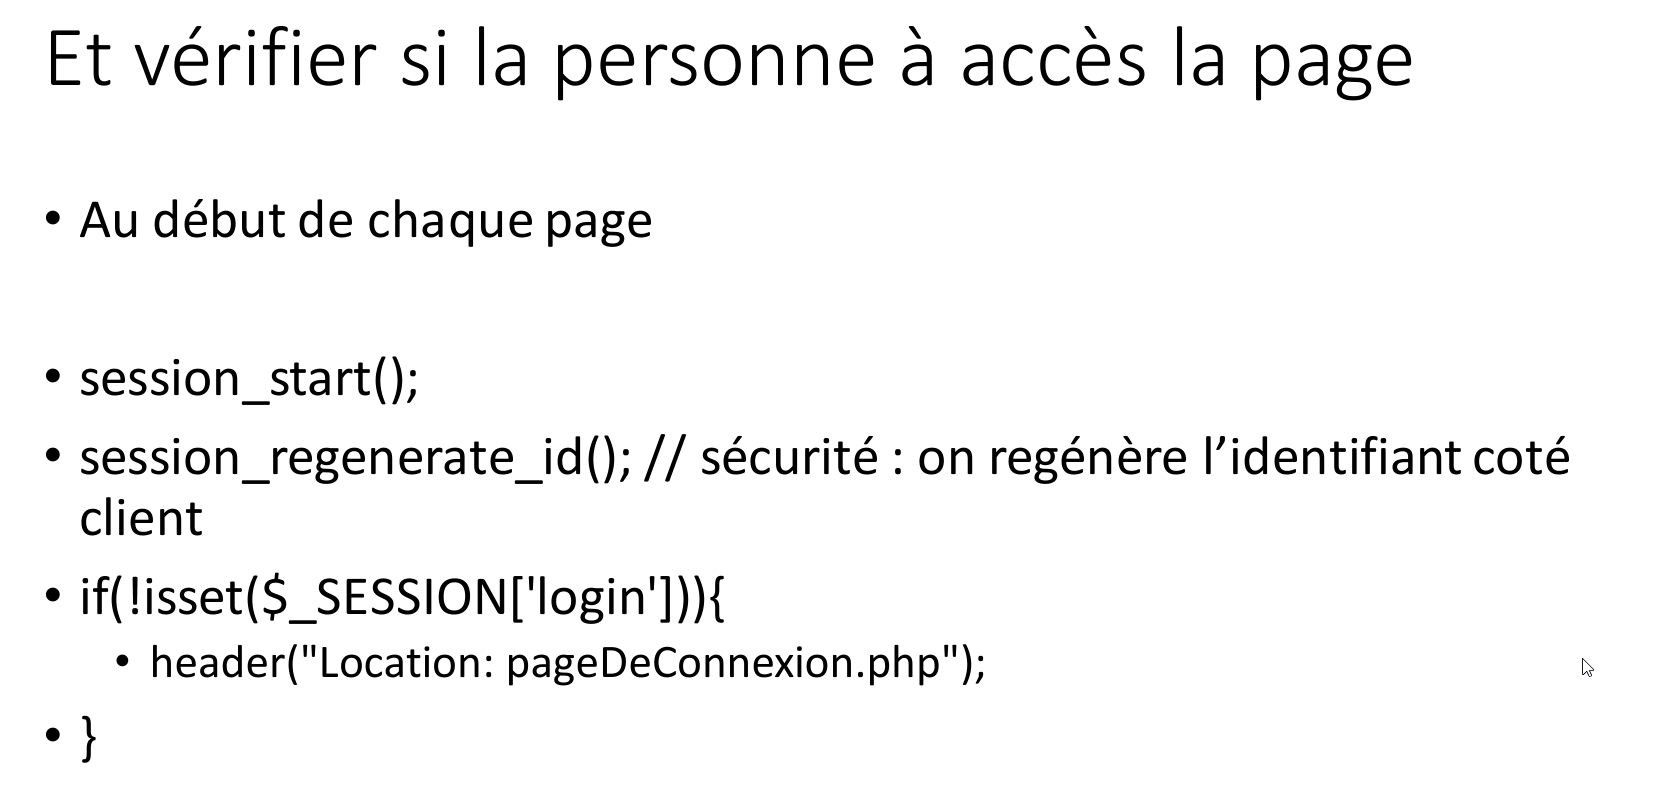 Et vérifier si la personne à accès la page
• Au début de chaque page
• session_start();
• session_regenerate_id(); // sécurité : on regénère l’identifiant coté
client
• if(!isset($_SESSION['login'])){
• header("Location: pageDeConnexion.php");
• }